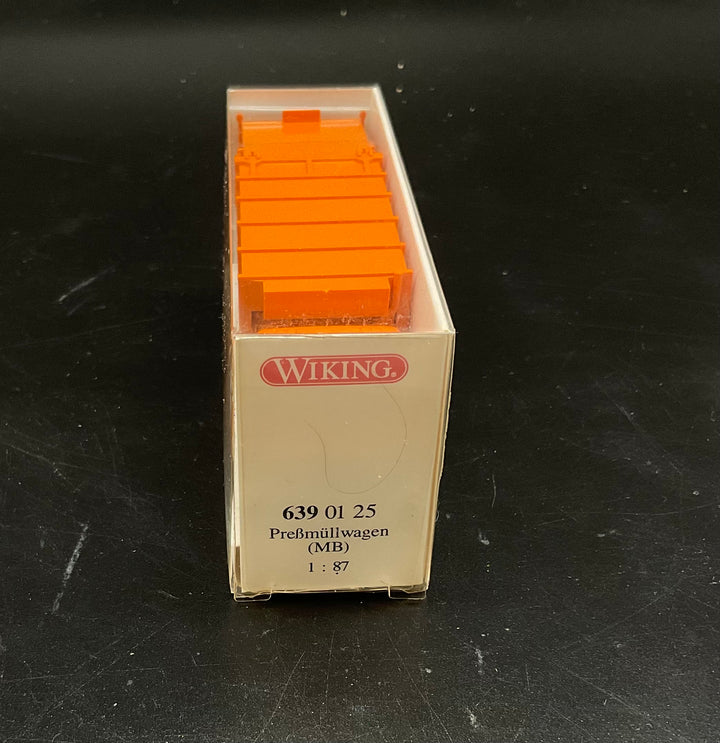 WIKING®
639 01 25
Preßmüllwagen
(MB)
1 : 87